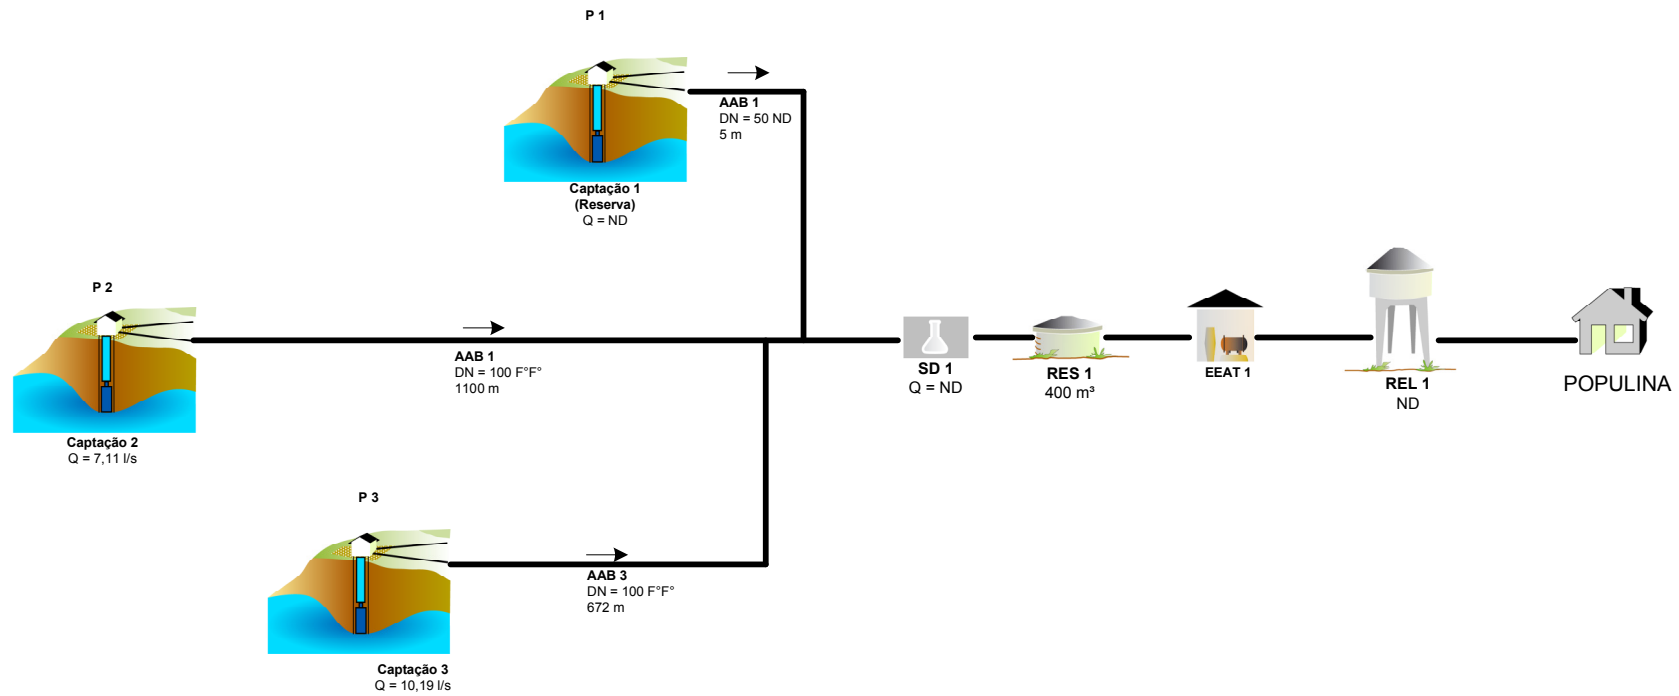 P 1
AAB 1
DN = 50 ND
5 m
Captação 1
(Reserva)
Q = ND
P 2
AAB 1
DN = 100 F°F°
1100 m
Captação 2
Q = 7,11 l/s
P 3
AAB 3
DN = 100 F°F°
672 m
Captação 3
Q = 10,19 l/s
SD 1
Q = ND
RES 1
400 m³
EEAT 1
REL 1
ND
POPULINA